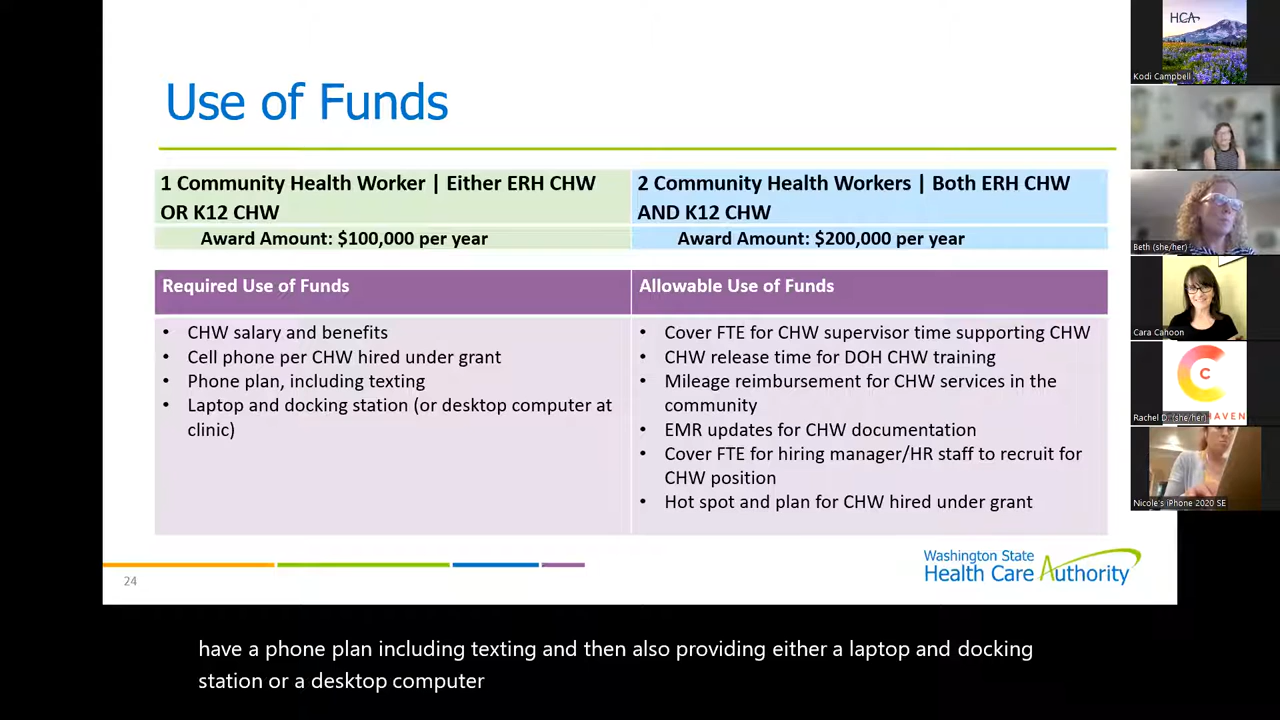 Use of Funds
1 Community Health Worker | Either ERH CHW
OR K12 CHW
Award Amount: $100,000 per year
2 Community Health Workers | Both ERH CHW
AND K12 CHW
Award Amount: $200,000 per year
Required Use of Funds
• CHW salary and benefits
• Cell phone per CHW hired under grant
• Phone plan, including texting
• Laptop and docking station (or desktop computer at
clinic)
Allowable Use of Funds
• Cover FTE for CHW supervisor time supporting CHW
• CHW release time for DOH CHW training
• Mileage reimbursement for CHW services in the
community
• EMR updates for CHW documentation
• Cover FTE for hiring manager/HR staff to recruit for
CHW position
• Hot spot and plan for CHW hired under grant
24
Washington State
Health Care Authority
HCA
Kodi Campbell
Beth (she/her)
Cara Cahoon
C
HAVEN
Rachel D. (she/her)
Nicole's iPhone 2020 SE
have a phone plan including texting and then also providing either a laptop and docking
station or a desktop computer